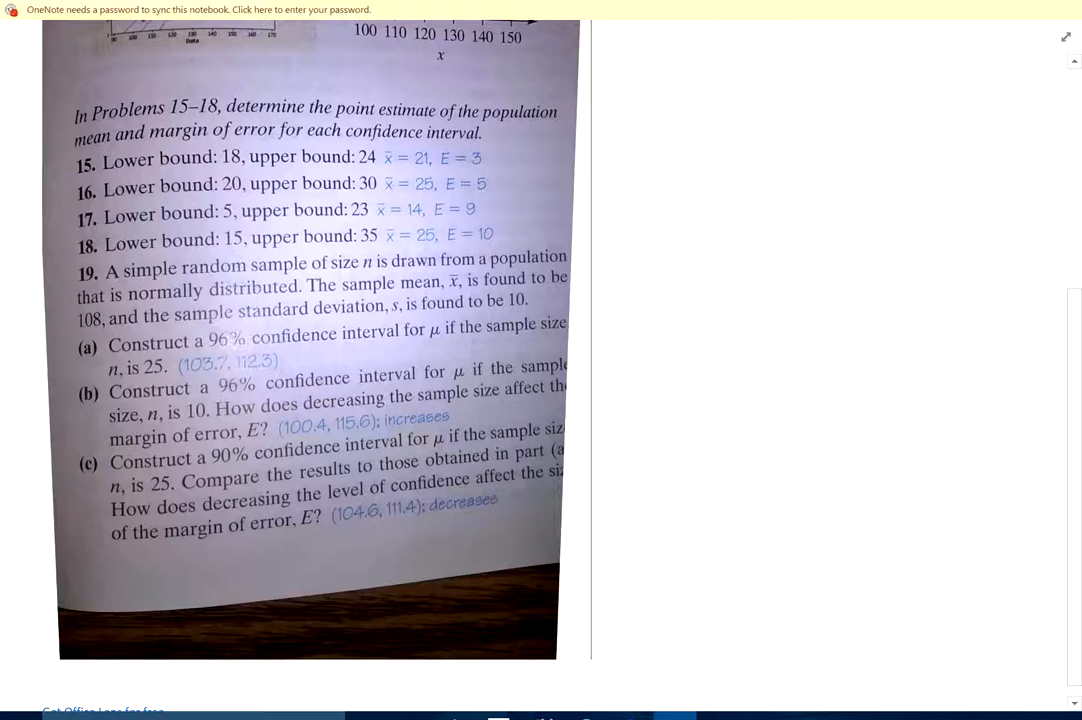 OneNote needs a password to sync this notebook. Click here to enter your password.
100 110 120 130 140 150
x
In Problems 15–18, determine the point estimate of the population
mean and margin of error for each confidence interval.
15. Lower bound: 18, upper bound: 24 x̄ = 21, E = 3
16. Lower bound: 20, upper bound: 30 x̄ = 25, E = 5
17. Lower bound: 5, upper bound: 23 x̄ = 14, E = 9
18. Lower bound: 15, upper bound: 35 x̄ = 25, E = 10
19. A simple random sample of size n is drawn from a population
that is normally distributed. The sample mean, x̄, is found to be
108, and the sample standard deviation, s, is found to be 10.
(a) Construct a 96% confidence interval for μ if the sample size
n, is 25. (103.7, 112.3)
(b) Construct a 96% confidence interval for μ if the sample
size, n, is 10. How does decreasing the sample size affect th
margin of error, E? (100.4, 115.6); increases
(c) Construct a 90% confidence interval for μ if the sample siz
n, is 25. Compare the results to those obtained in part (a
How does decreasing the level of confidence affect the si
of the margin of error, E? (104.6, 111.4); decreases